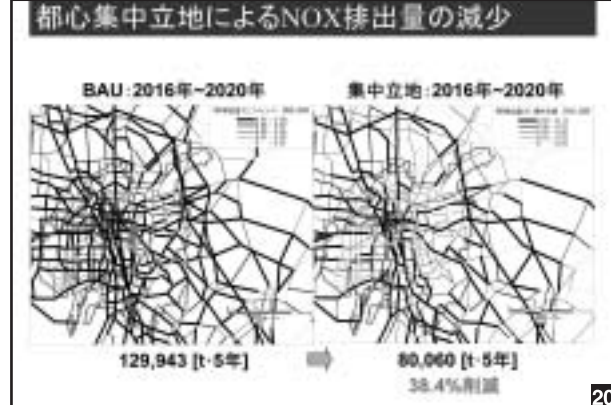 都心集中立地によるNOX排出量の減少
BAU:2016年~2020年
集中立地:2016年~2020年
129,943 [t·5年]
80,060 [t·5年]
38.4%削減
20